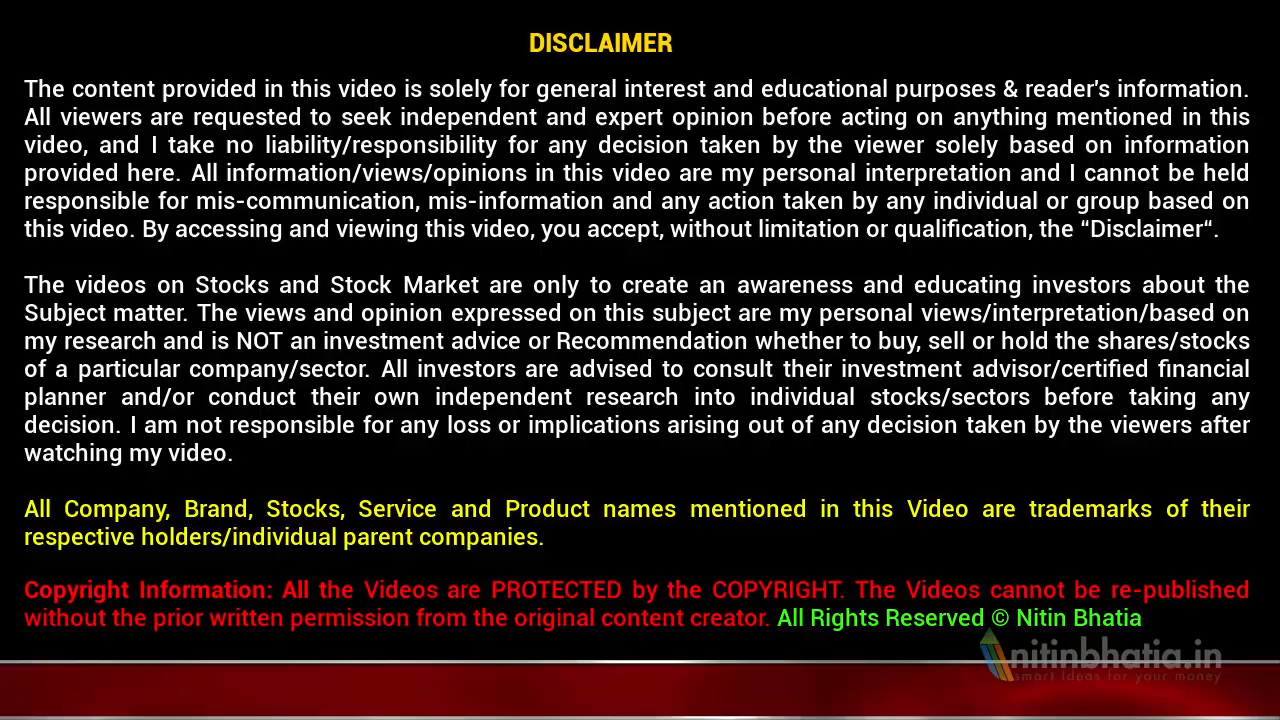 DISCLAIMER
The content provided in this video is solely for general interest and educational purposes & reader's information.
All viewers are requested to seek independent and expert opinion before acting on anything mentioned in this
video, and I take no liability/responsibility for any decision taken by the viewer solely based on information
provided here. All information/views/opinions in this video are my personal interpretation and I cannot be held
responsible for mis-communication, mis-information and any action taken by any individual or group based on
this video. By accessing and viewing this video, you accept, without limitation or qualification, the “Disclaimer“.
The videos on Stocks and Stock Market are only to create an awareness and educating investors about the
Subject matter. The views and opinion expressed on this subject are my personal views/interpretation/based on
my research and is NOT an investment advice or Recommendation whether to buy, sell or hold the shares/stocks
of a particular company/sector. All investors are advised to consult their investment advisor/certified financial
planner and/or conduct their own independent research into individual stocks/sectors before taking any
decision. I am not responsible for any loss or implications arising out of any decision taken by the viewers after
watching my video.
All Company, Brand, Stocks, Service and Product names mentioned in this Video are trademarks of their
respective holders/individual parent companies.
Copyright Information: All the Videos are PROTECTED by the COPYRIGHT. The Videos cannot be re-published
without the prior written permission from the original content creator. All Rights Reserved © Nitin Bhatia
nitinbhatia.in
smart ideas for your money